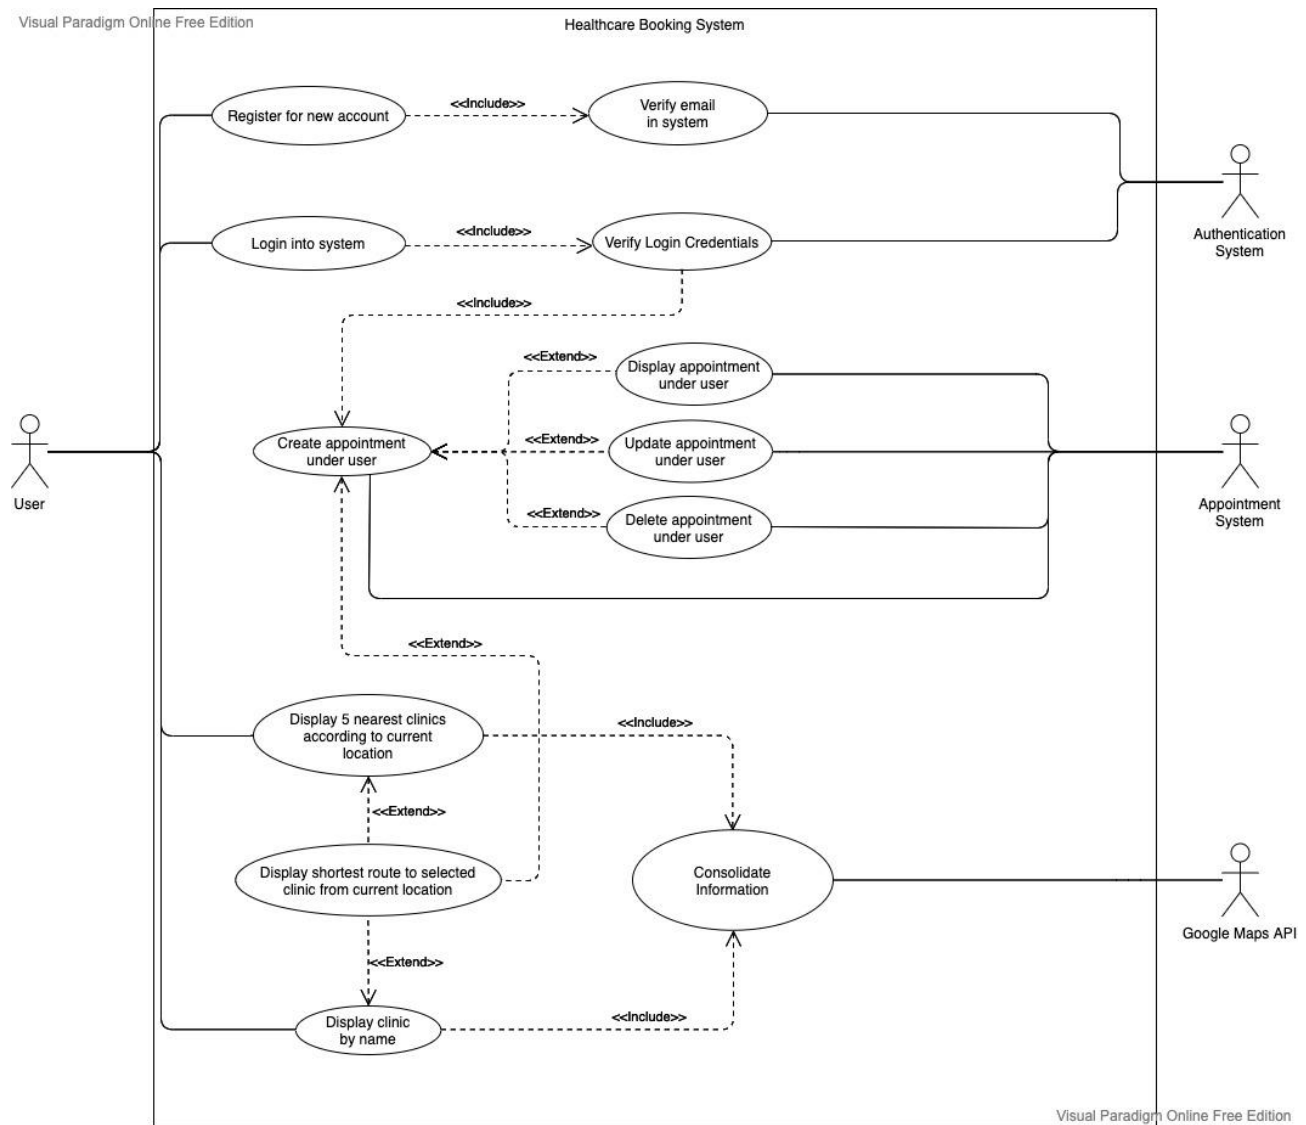 Visual Paradigm Online Free Edition
Healthcare Booking System
Register for new account
<<Include>>
Verify email
in system
Authentication
System
Login into system
<<Include>>
Verify Login Credentials
<<Include>>
<<Extend>>
Display appointment
under user
User
Create appointment
under user
<<Extend>>
Update appointment
under user
Appointment
System
<<Extend>>
Delete appointment
under user
<<Extend>>
Display 5 nearest clinics
according to current
location
<<Include>>
<<Extend>>
Display shortest route to selected
clinic from current location
Consolidate
Information
Google Maps API
<<Extend>>
Display clinic
by name
<<Include>>
Visual Paradigm Online Free Edition